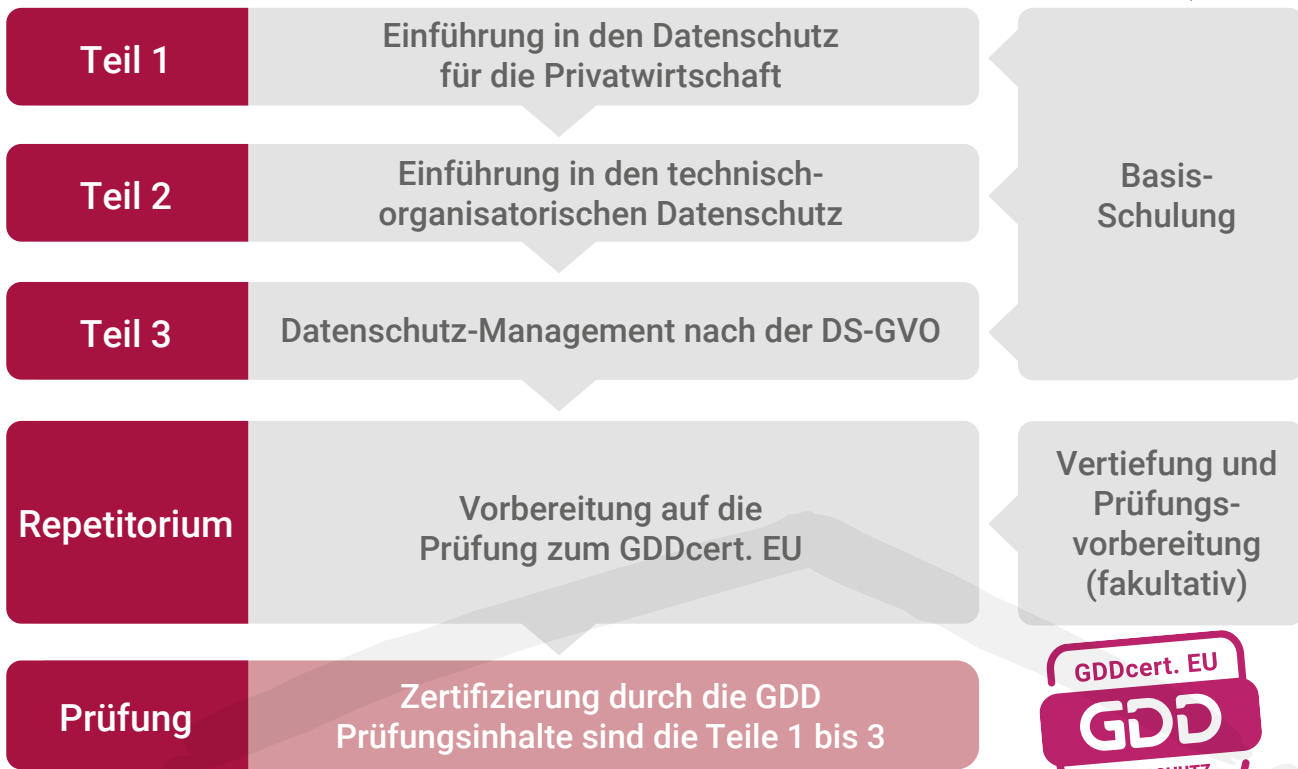 Teil 1
Einführung in den Datenschutz
für die Privatwirtschaft
Teil 2
Einführung in den technisch-
organisatorischen Datenschutz
Basis-
Schulung
Teil 3
Datenschutz-Management nach der DS-GVO
Repetitorium
Vorbereitung auf die
Prüfung zum GDDcert. EU
Vertiefung und
Prüfungs-
vorbereitung
(fakultativ)
Prüfung
Zertifizierung durch die GDD
Prüfungsinhalte sind die Teile 1 bis 3
GDDcert. EU
GDD